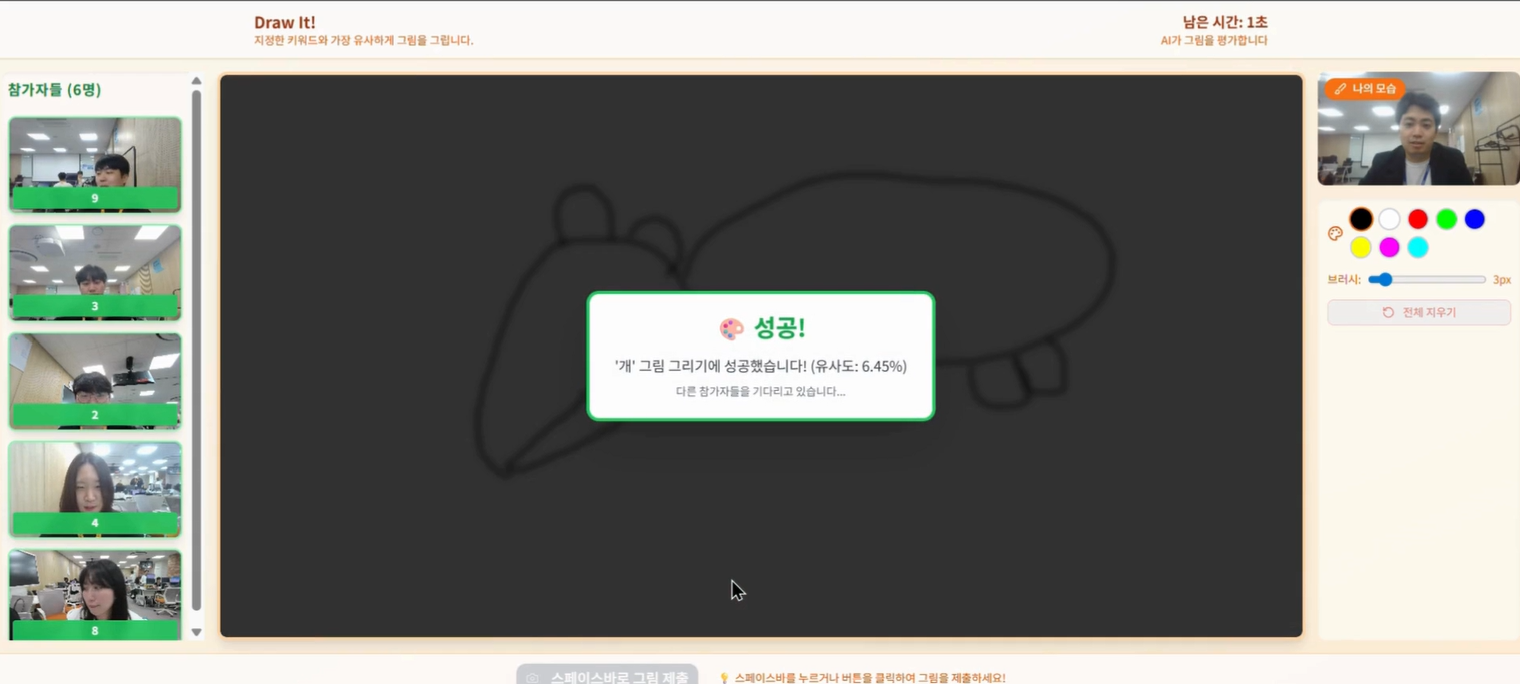 Draw It!
지정한 키워드와 가장 유사하게 그림을 그립니다.
남은 시간: 1초
AI가 그림을 평가합니다
참가자들 (6명)
9
3
2
4
8
🎨 성공!
'개' 그림 그리기에 성공했습니다! (유사도: 6.45%)
다른 참가자들을 기다리고 있습니다...
나의 모습
브러시:
3px
전체 지우기
스페이스바로 그림 제출
💡 스페이스바를 누르거나 버튼을 클릭하여 그림을 제출하세요!